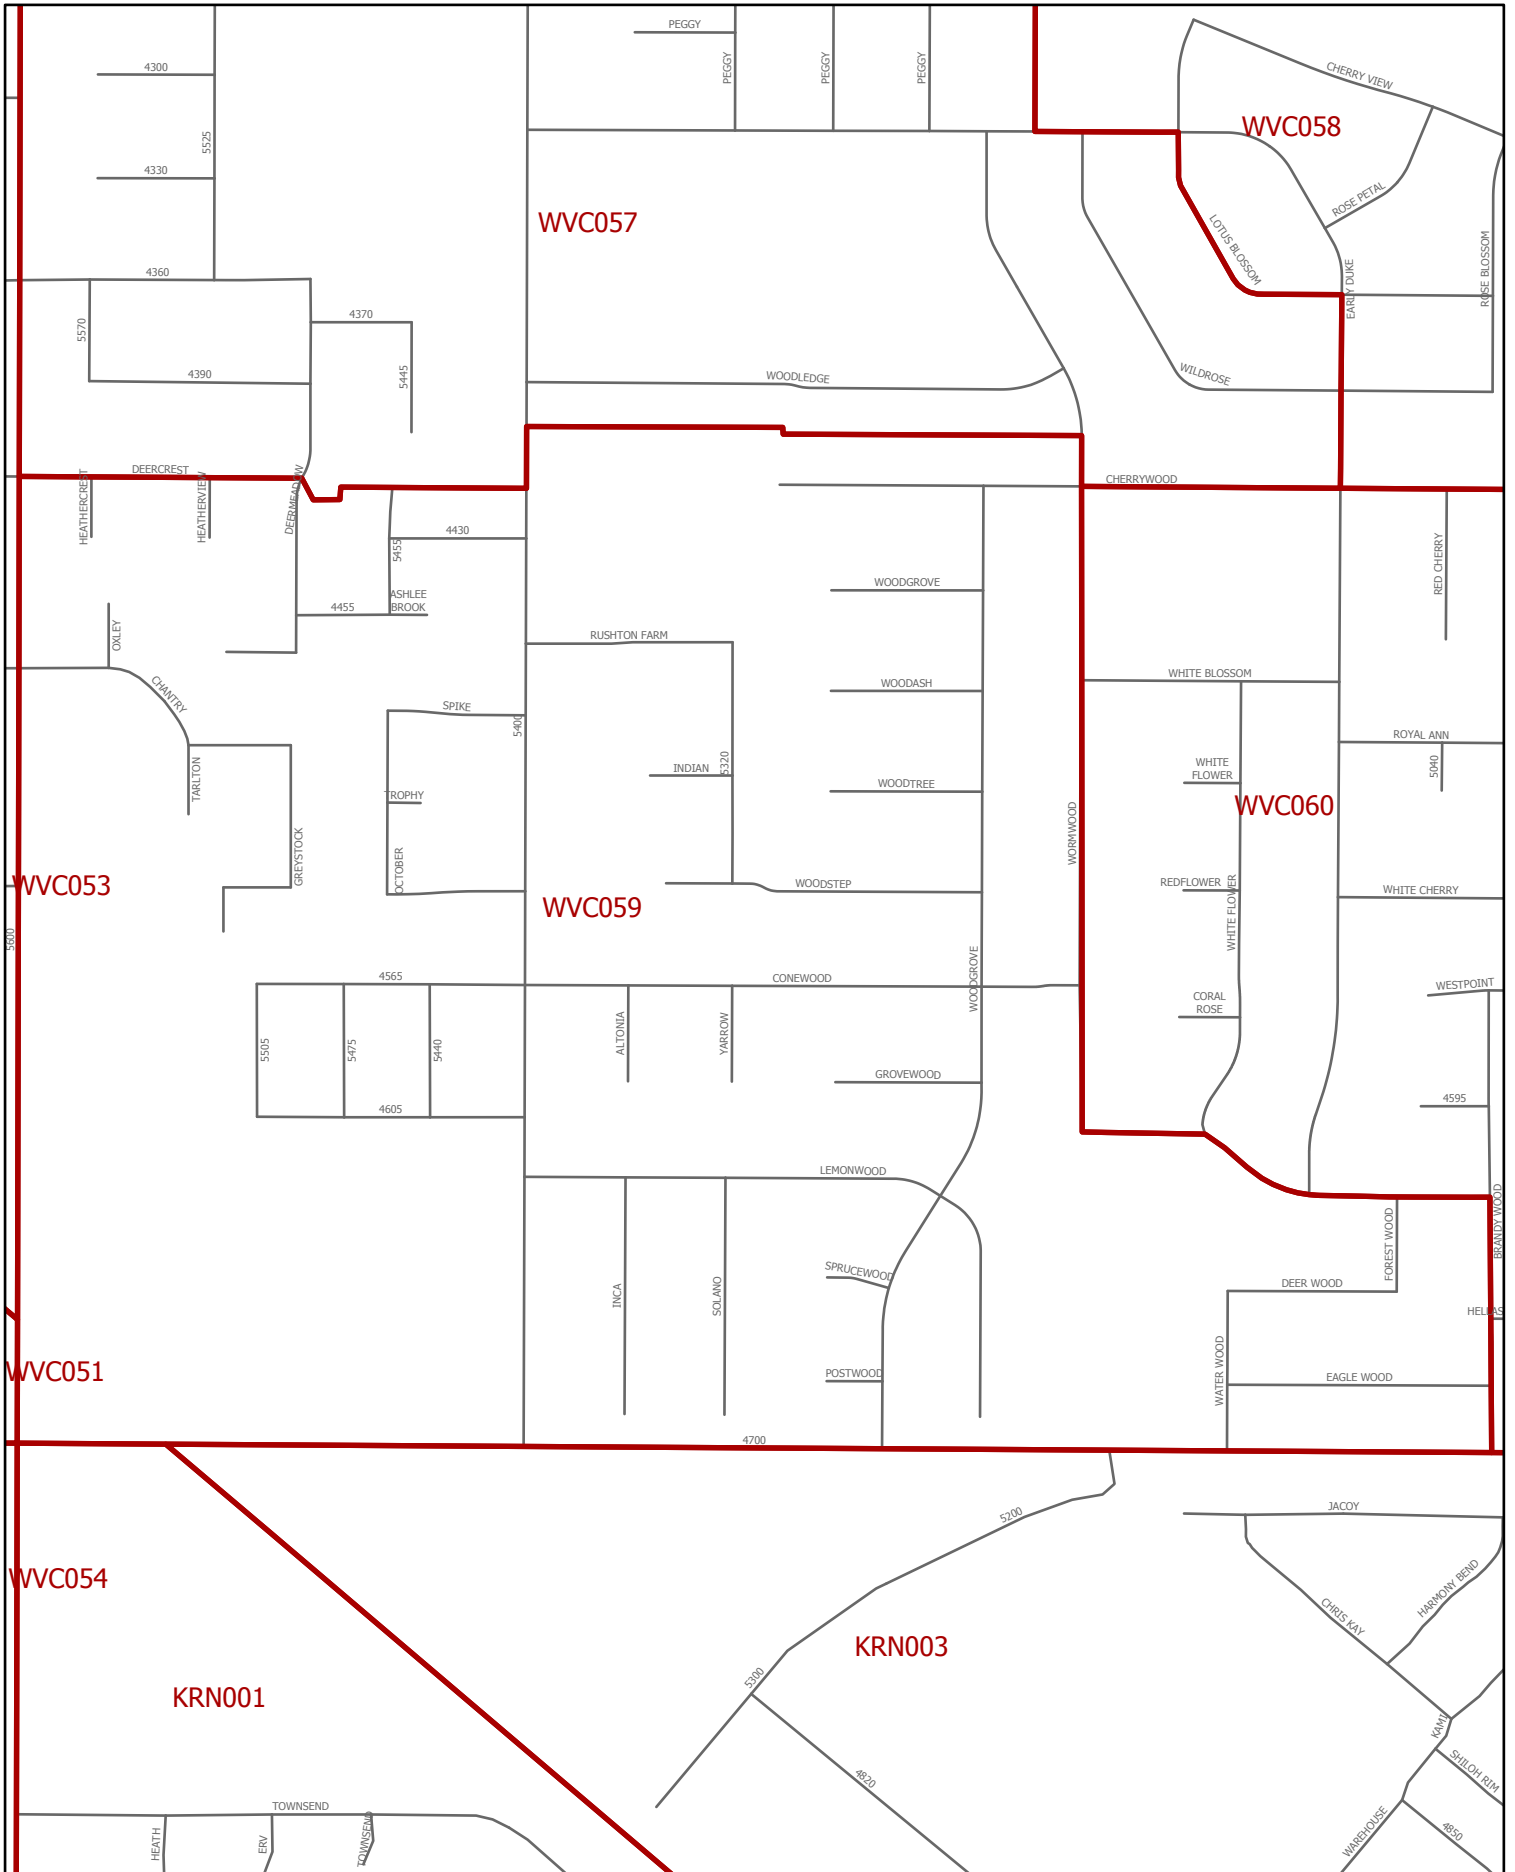 PEGGY
PEGGY
PEGGY
PEGGY
4300
CHERRY VIEW
WVC058
5525
4330
ROSE PETAL
WVC057
LOTUS BLOSSOM
ROSE BLOSSOM
4360
EARLY DUKE
4370
5570
4390
5445
WOODLEDGE
WILDROSE
DEERCREST
CHERRYWOOD
HEATHERCREST
HEATHERVIEW
DEERMEADOW
4430
5455
RED CHERRY
WOODGROVE
ASHLEE
BROOK
4455
OXLEY
RUSHTON FARM
WHITE BLOSSOM
CHANTRY
WOODASH
SPIKE
5400
ROYAL ANN
5320
INDIAN
WHITE
FLOWER
5040
TARLTON
TROPHY
WOODTREE
WVC060
WORMWOOD
GREYSTOCK
OCTOBER
WVC053
WOODSTEP
REDFLOWER
WHITE CHERRY
WVC059
WHITE FLOWER
5600
4565
CONEWOOD
WOODGROVE
WESTPOINT
CORAL
ROSE
5505
5475
5440
ALTONIA
YARROW
GROVEWOOD
4595
4605
LEMONWOOD
BRANDY WOOD
FOREST WOOD
SPRUCEWOOD
DEER WOOD
INCA
SOLANO
HELLAS
WVC051
POSTWOOD
WATER WOOD
EAGLE WOOD
4700
JACOY
5200
WVC054
HARMONY BEND
CHRIS KAY
KRN003
5300
KRN001
KAMI
SHILOH RIM
4820
TOWNSEND
HEATH
ERV
TOWNSEND
WAREHOUSE
4850